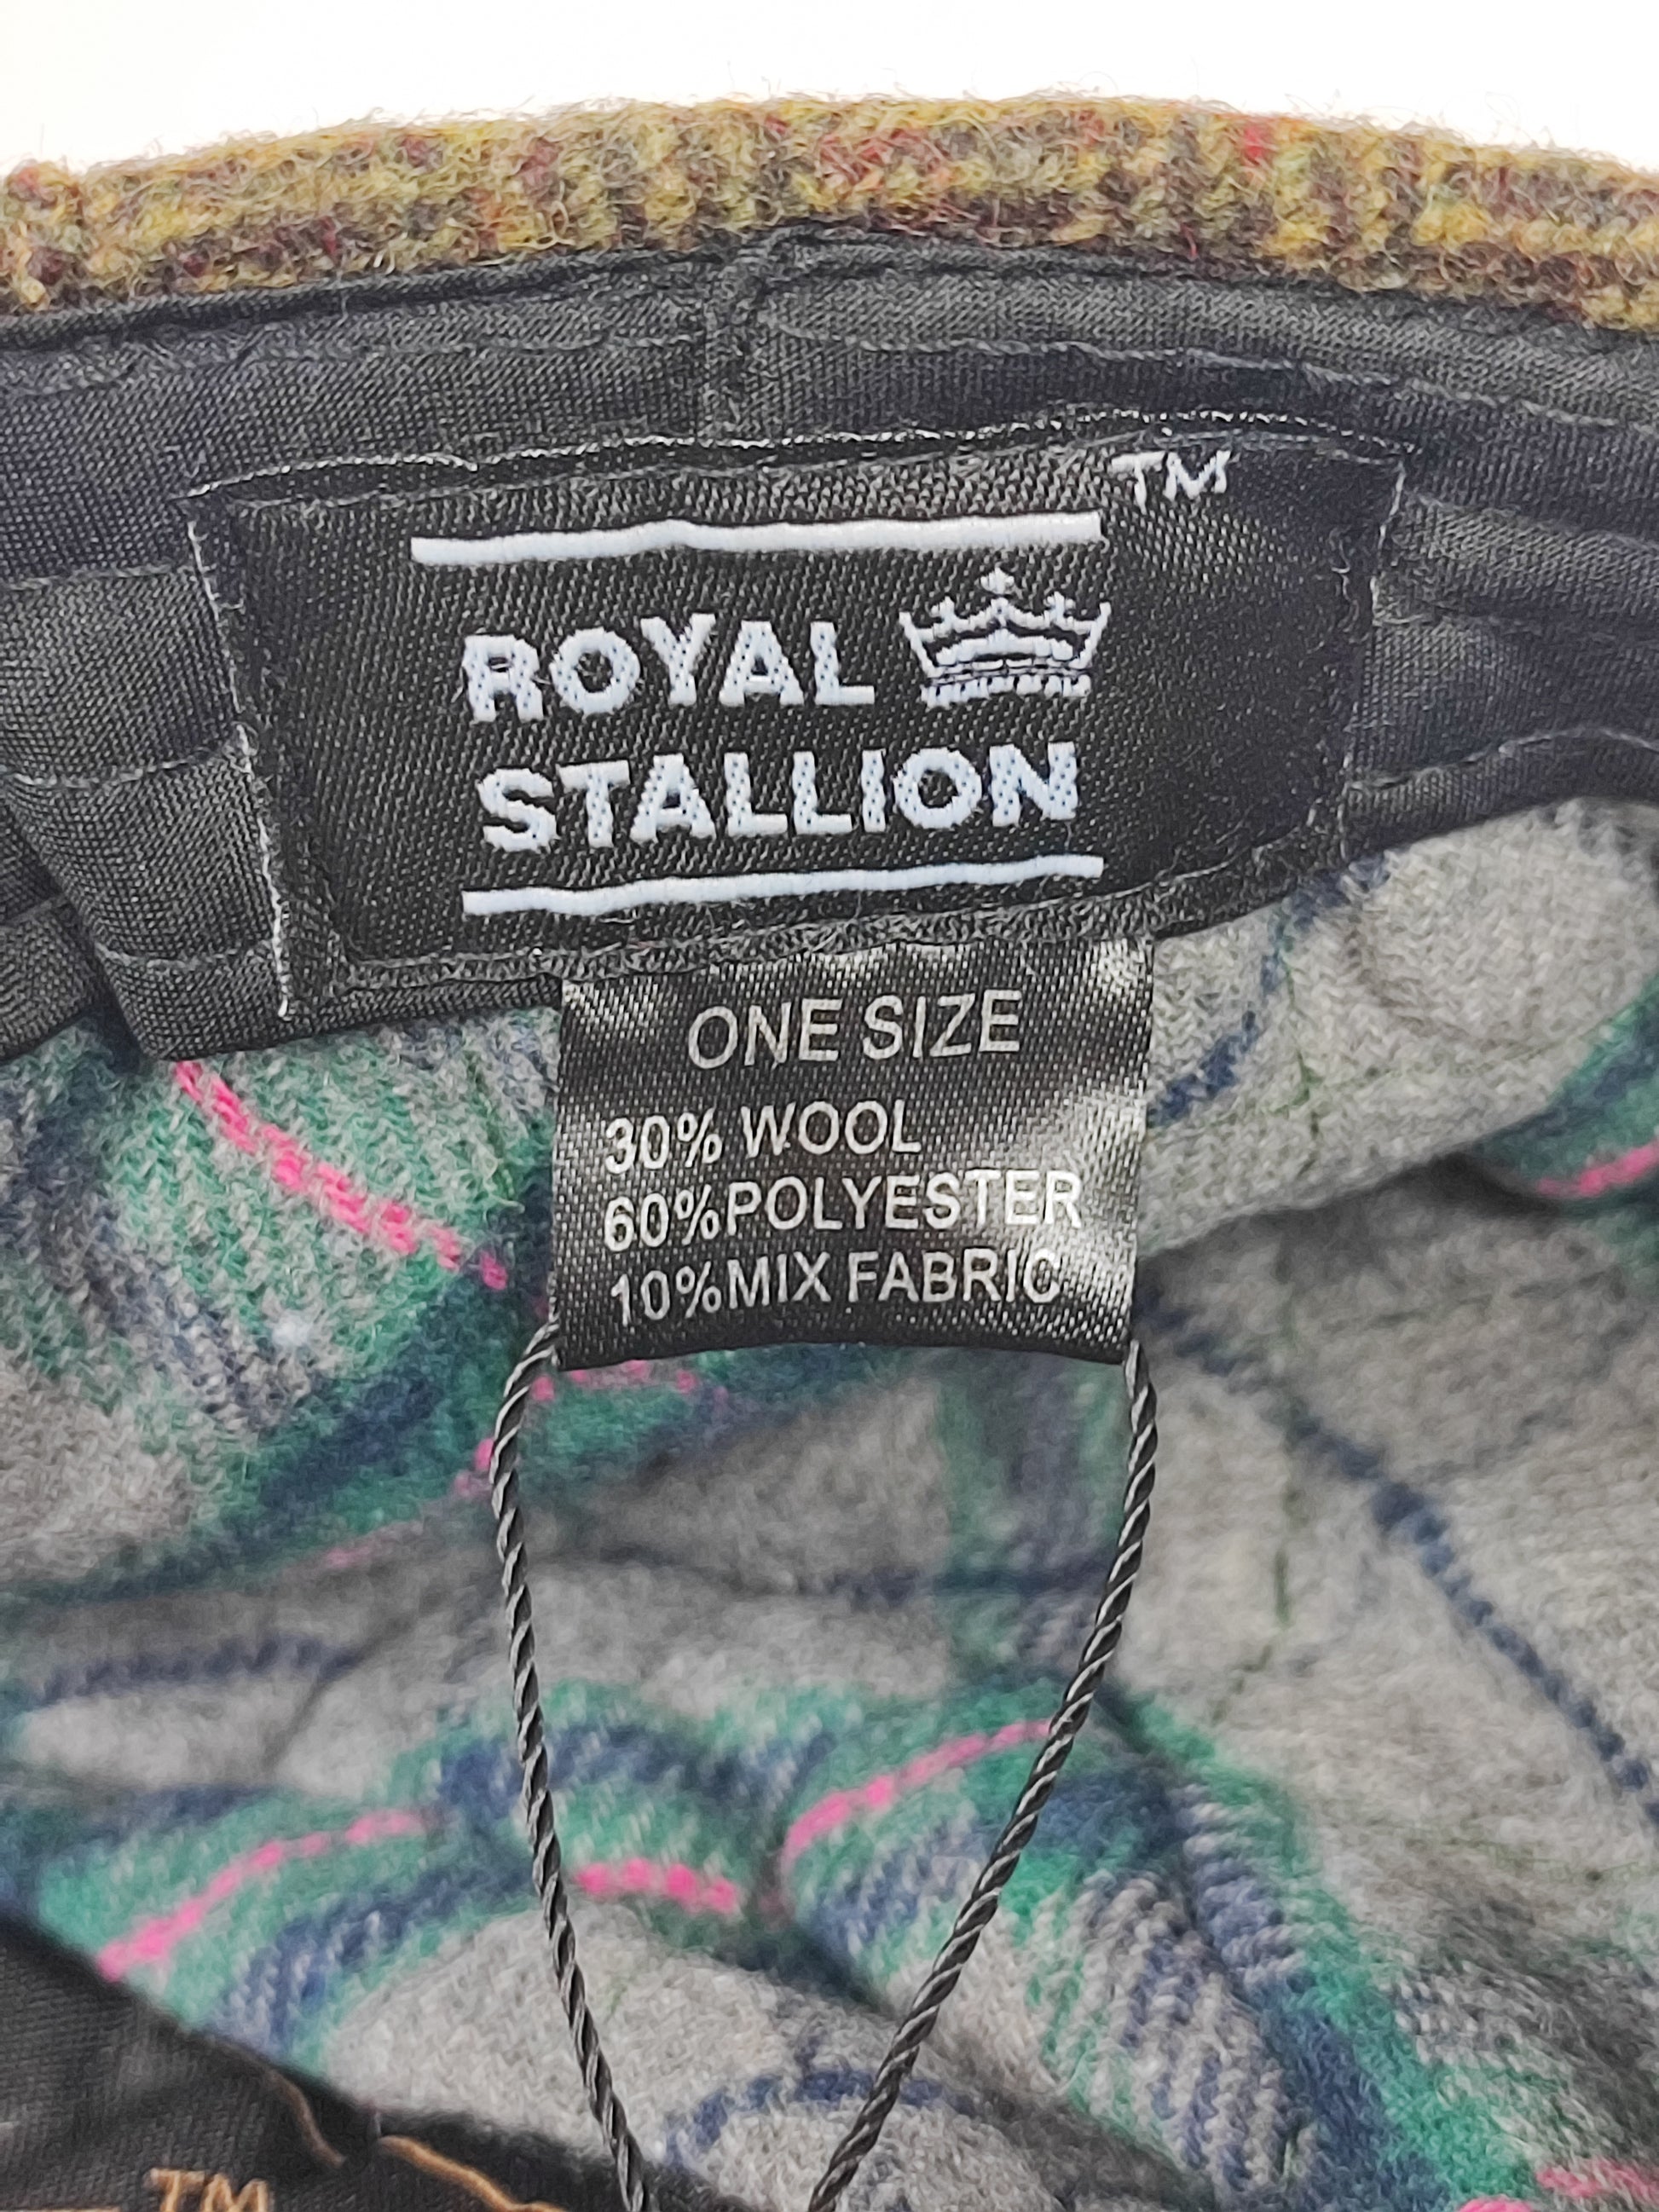 TM
ROYAL
STALLION
ONE SIZE
30% WOOL
60%POLYESTER
10%MIX FABRIC
TM